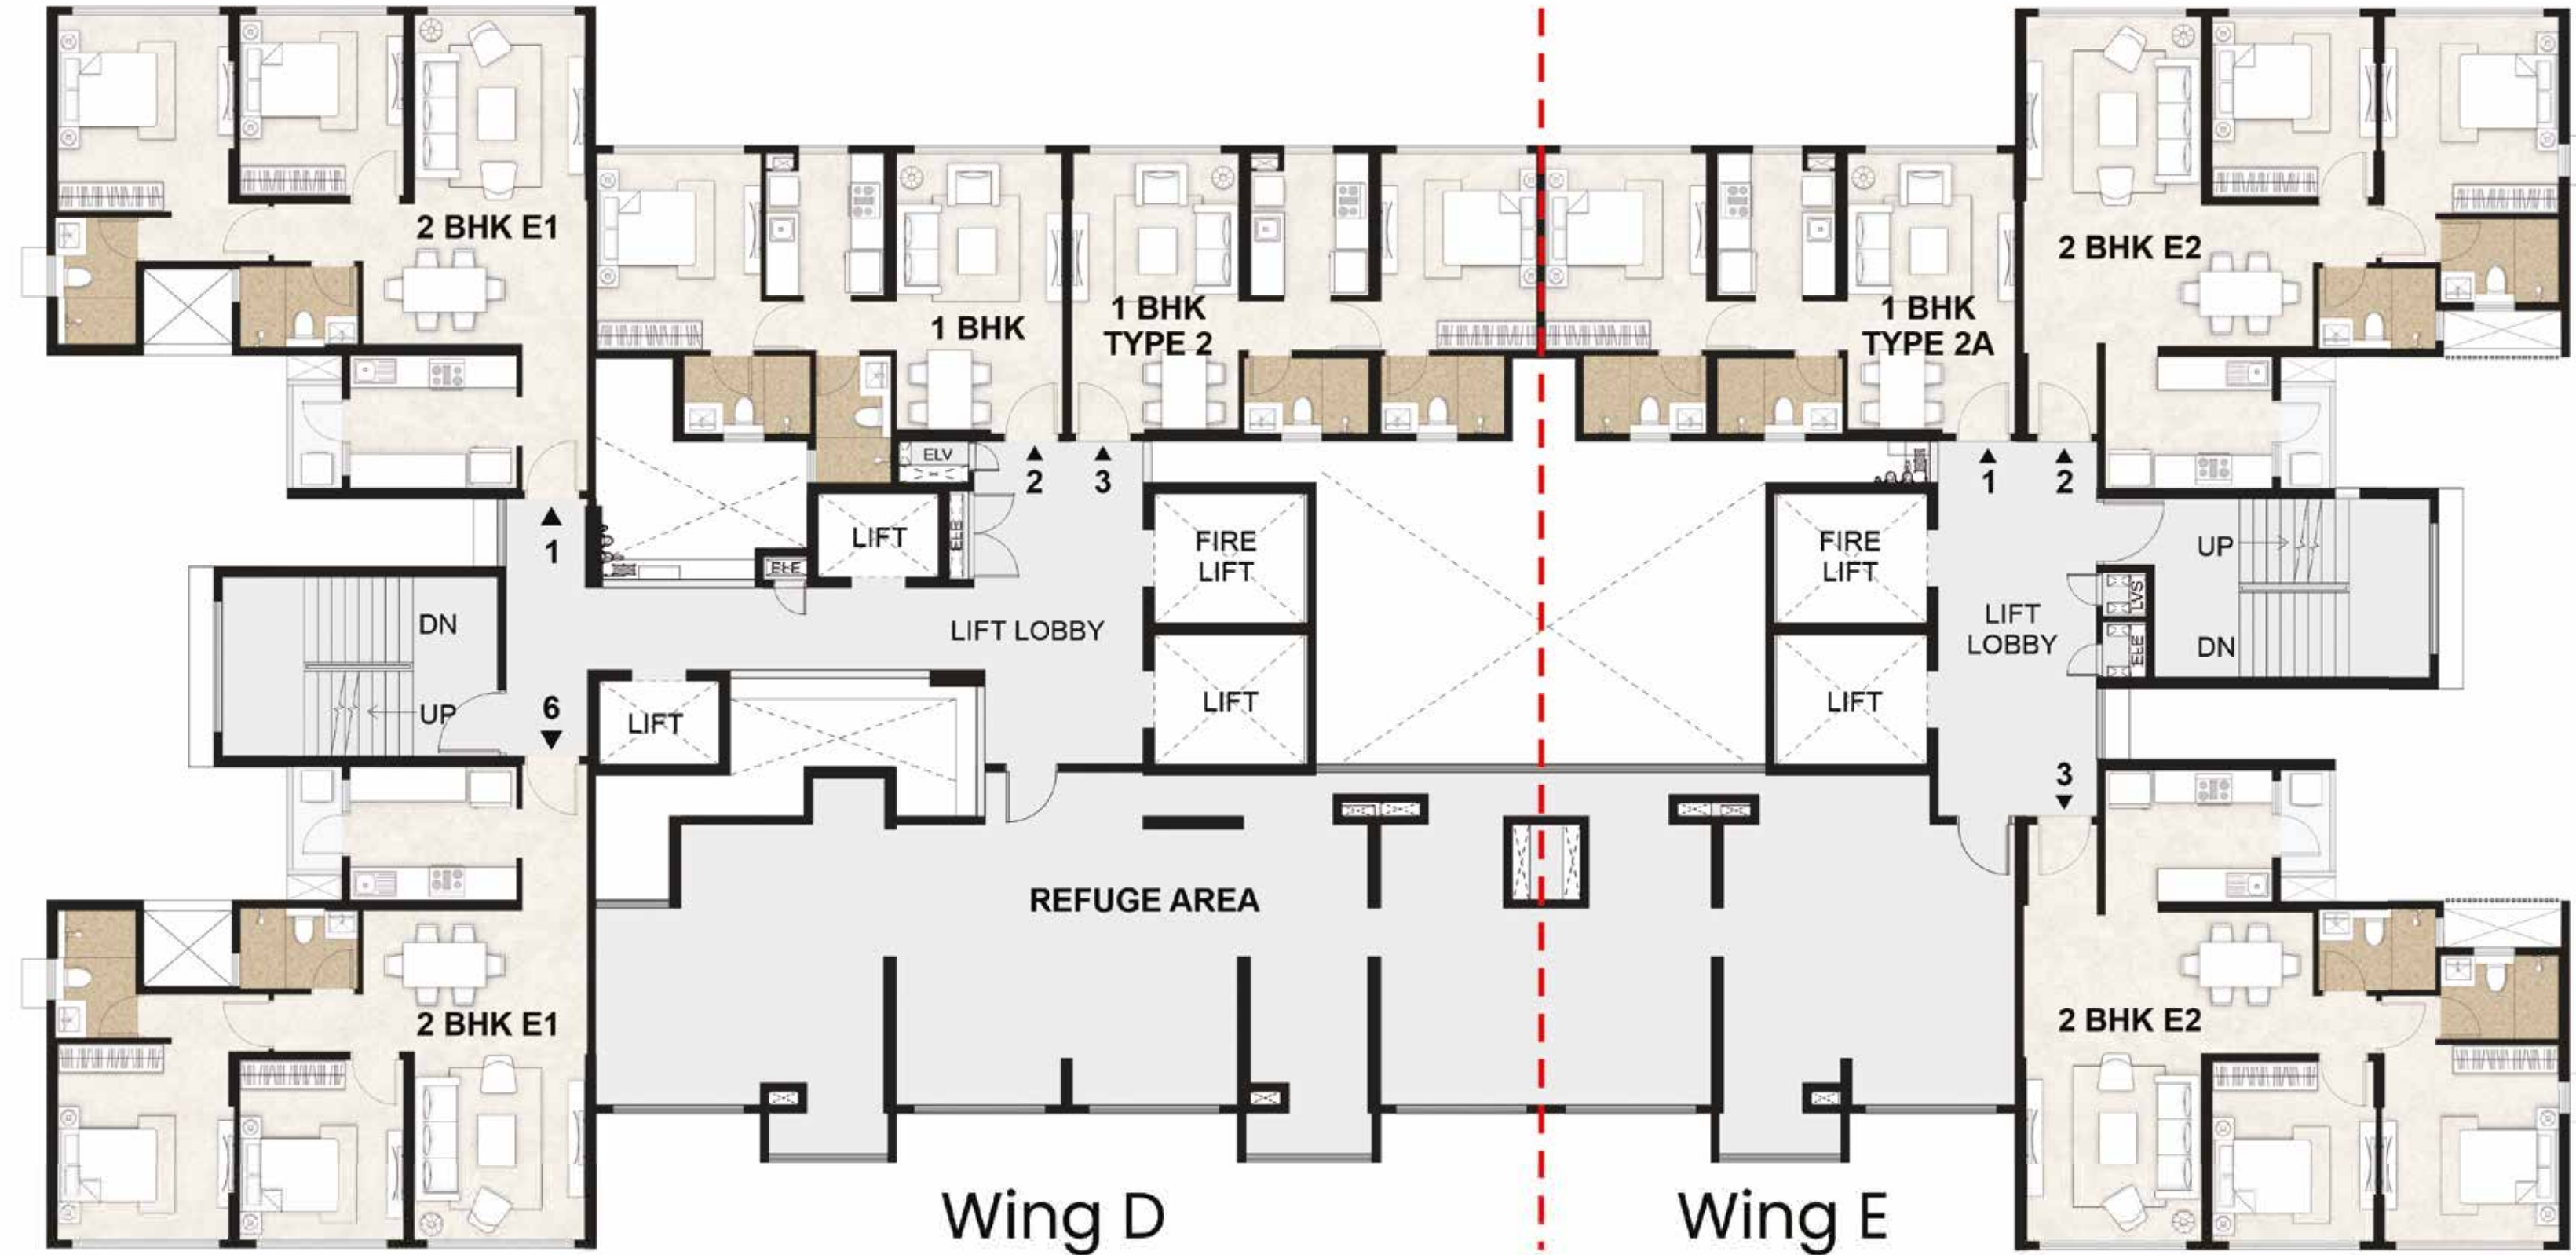 2 BHK E1
2 BHK E2
1 BHK
1 BHK
TYPE 2
1 BHK
TYPE 2A
ELV
2
3
1
2
1
LIFT
ELE
ELE
FIRE
LIFT
FIRE
LIFT
UP
LVS
DN
LIFT LOBBY
LIFT
LOBBY
ELE
DN
UP
6
LIFT
LIFT
LIFT
3
REFUGE AREA
2 BHK E1
2 BHK E2
Wing D
Wing E